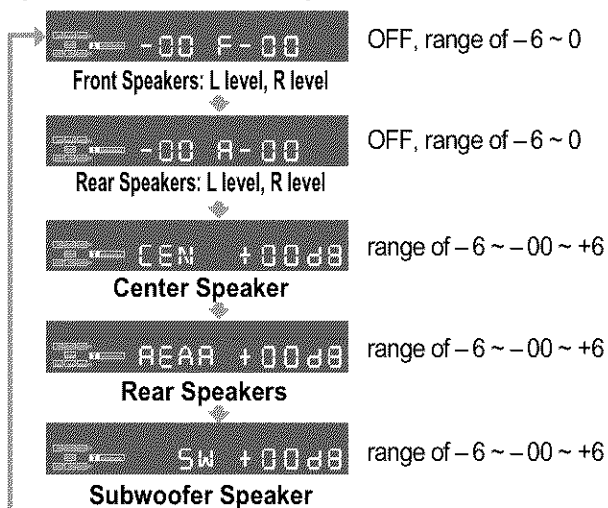 -00 F-00 OFF, range of – 6 ~ 0
Front Speakers: L level, R level
-00 R-00 OFF, range of – 6 ~ 0
Rear Speakers: L level, R level
CEN +00dB range of – 6 ~ – 00 ~ +6
Center Speaker
REAR +00dB range of – 6 ~ – 00 ~ +6
Rear Speakers
SW +00dB range of – 6 ~ – 00 ~ +6
Subwoofer Speaker